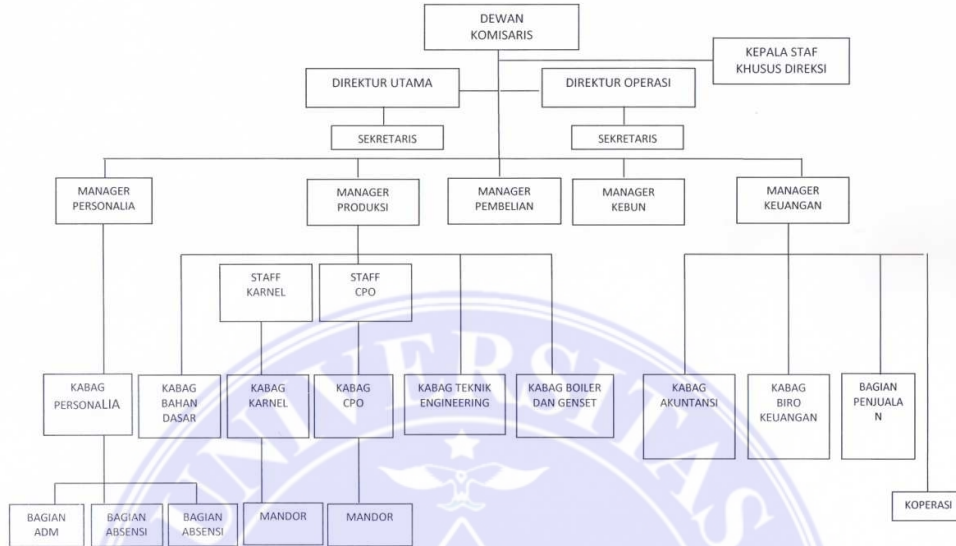 DEWAN
KOMISARIS
KEPALA STAF
KHUSUS DIREKSI
DIREKTUR UTAMA
DIREKTUR OPERASI
SEKRETARIS
SEKRETARIS
MANAGER
PERSONALIA
MANAGER
PRODUKSI
MANAGER
PEMBELIAN
MANAGER
KEBUN
MANAGER
KEUANGAN
STAFF
KARNEL
STAFF
CPO
KABAG
PERSONALIA
KABAG
BAHAN
DASAR
KABAG
KARNEL
KABAG
CPO
KABAG TEKNIK
ENGINEERING
KABAG BOILER
DAN GENSET
KABAG
AKUNTANSI
KABAG
BIRO
KEUANGAN
BAGIAN
PENJUALA
N
KOPERASI
BAGIAN
ADM
BAGIAN
ABSENSI
BAGIAN
ABSENSI
MANDOR
MANDOR
UNIVERSITAS